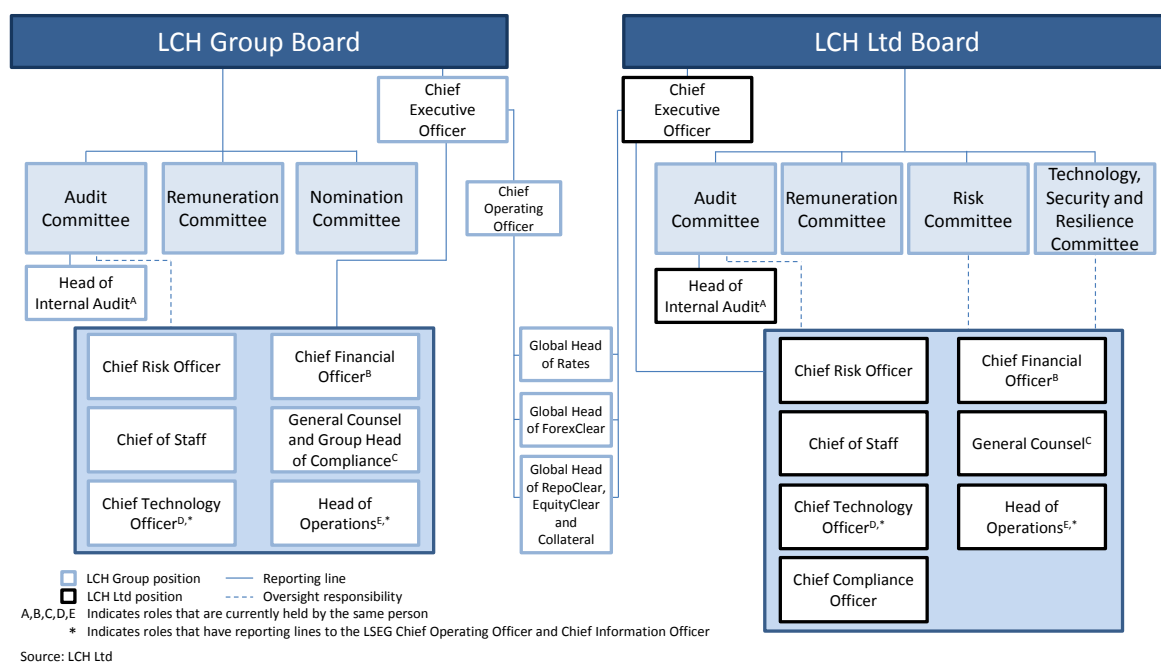 LCH Group Board
LCH Ltd Board
Chief
Executive
Officer
Chief
Executive
Officer
Audit
Committee
Remuneration
Committee
Nomination
Committee
Chief
Operating
Officer
Audit
Committee
Remuneration
Committee
Risk
Committee
Technology,
Security and
Resilience
Committee
Head of
Internal AuditA
Head of
Internal AuditA
Chief Risk Officer
Chief Financial
OfficerB
Chief of Staff
General Counsel
and Group Head
of ComplianceC
Chief Technology
OfficerD,*
Head of
OperationsE,*
Global Head
of Rates
Global Head
of ForexClear
Global Head
of RepoClear,
EquityClear
and
Collateral
Chief Risk Officer
Chief Financial
OfficerB
Chief of Staff
General CounselC
Chief Technology
OfficerD,*
Head of
OperationsE,*
Chief Compliance
Officer
LCH Group position
Reporting line
LCH Ltd position
Oversight responsibility
A,B,C,D,E Indicates roles that are currently held by the same person
* Indicates roles that have reporting lines to the LSEG Chief Operating Officer and Chief Information Officer
Source: LCH Ltd